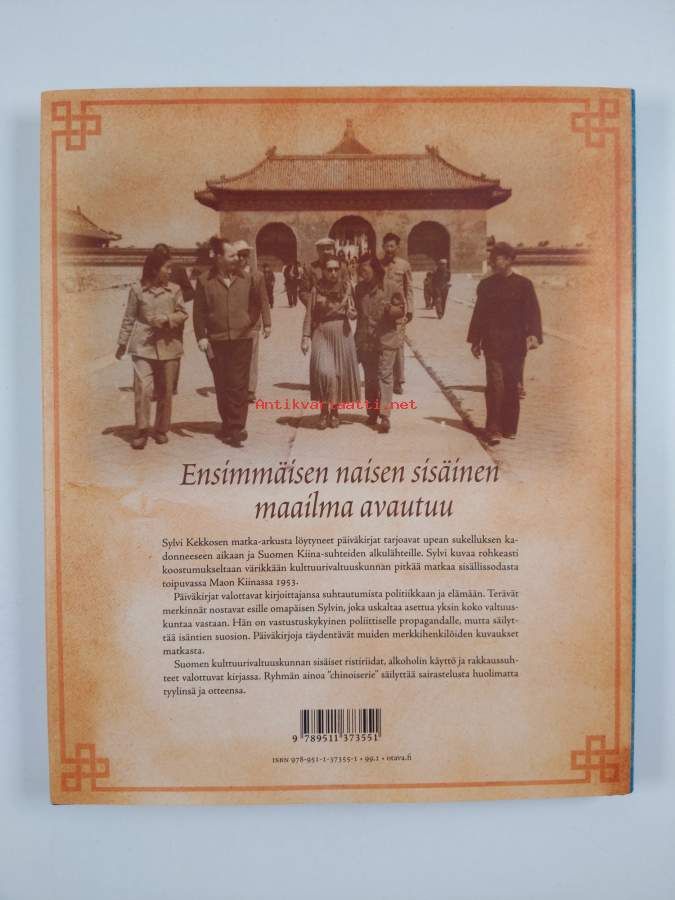 Antikvariaatti.net
Ensimmäisen naisen sisäinen
maailma avautuu
Sylvi Kekkosen matka-arkusta löytyneet päiväkirjat tarjoavat upean sukelluksen ka-
donneeseen aikaan ja Suomen Kiina-suhteiden alkulähteille. Sylvi kuvaa rohkeasti
koostumukseltaan värikkään kulttuurivaltuuskunnan pitkää matkaa sisällissodasta
toipuvassa Maon Kiinassa 1953.
Päiväkirjat valottavat kirjoittajansa suhtautumista politiikkaan ja elämään. Terävät
merkinnät nostavat esille omapäisen Sylvin, joka uskaltaa asettua yksin koko valtuus-
kuntaa vastaan. Hän on vastustuskykyinen poliittiselle propagandalle, mutta säilyt-
tää isäntien suosion. Päiväkirjoja täydentävät muiden merkkihenkilöiden kuvaukset
matkasta.
Suomen kulttuurivaltuuskunnan sisäiset ristiriidat, alkoholin käyttö ja rakkaussuh-
teet valottuvat kirjassa. Ryhmän ainoa "chinoiserie" säilyttää sairastelusta huolimatta
tyylinsä ja otteensa.
9 789511 373551
ISBN 978-951-1-37355-1 • 99.1 • otava.fi